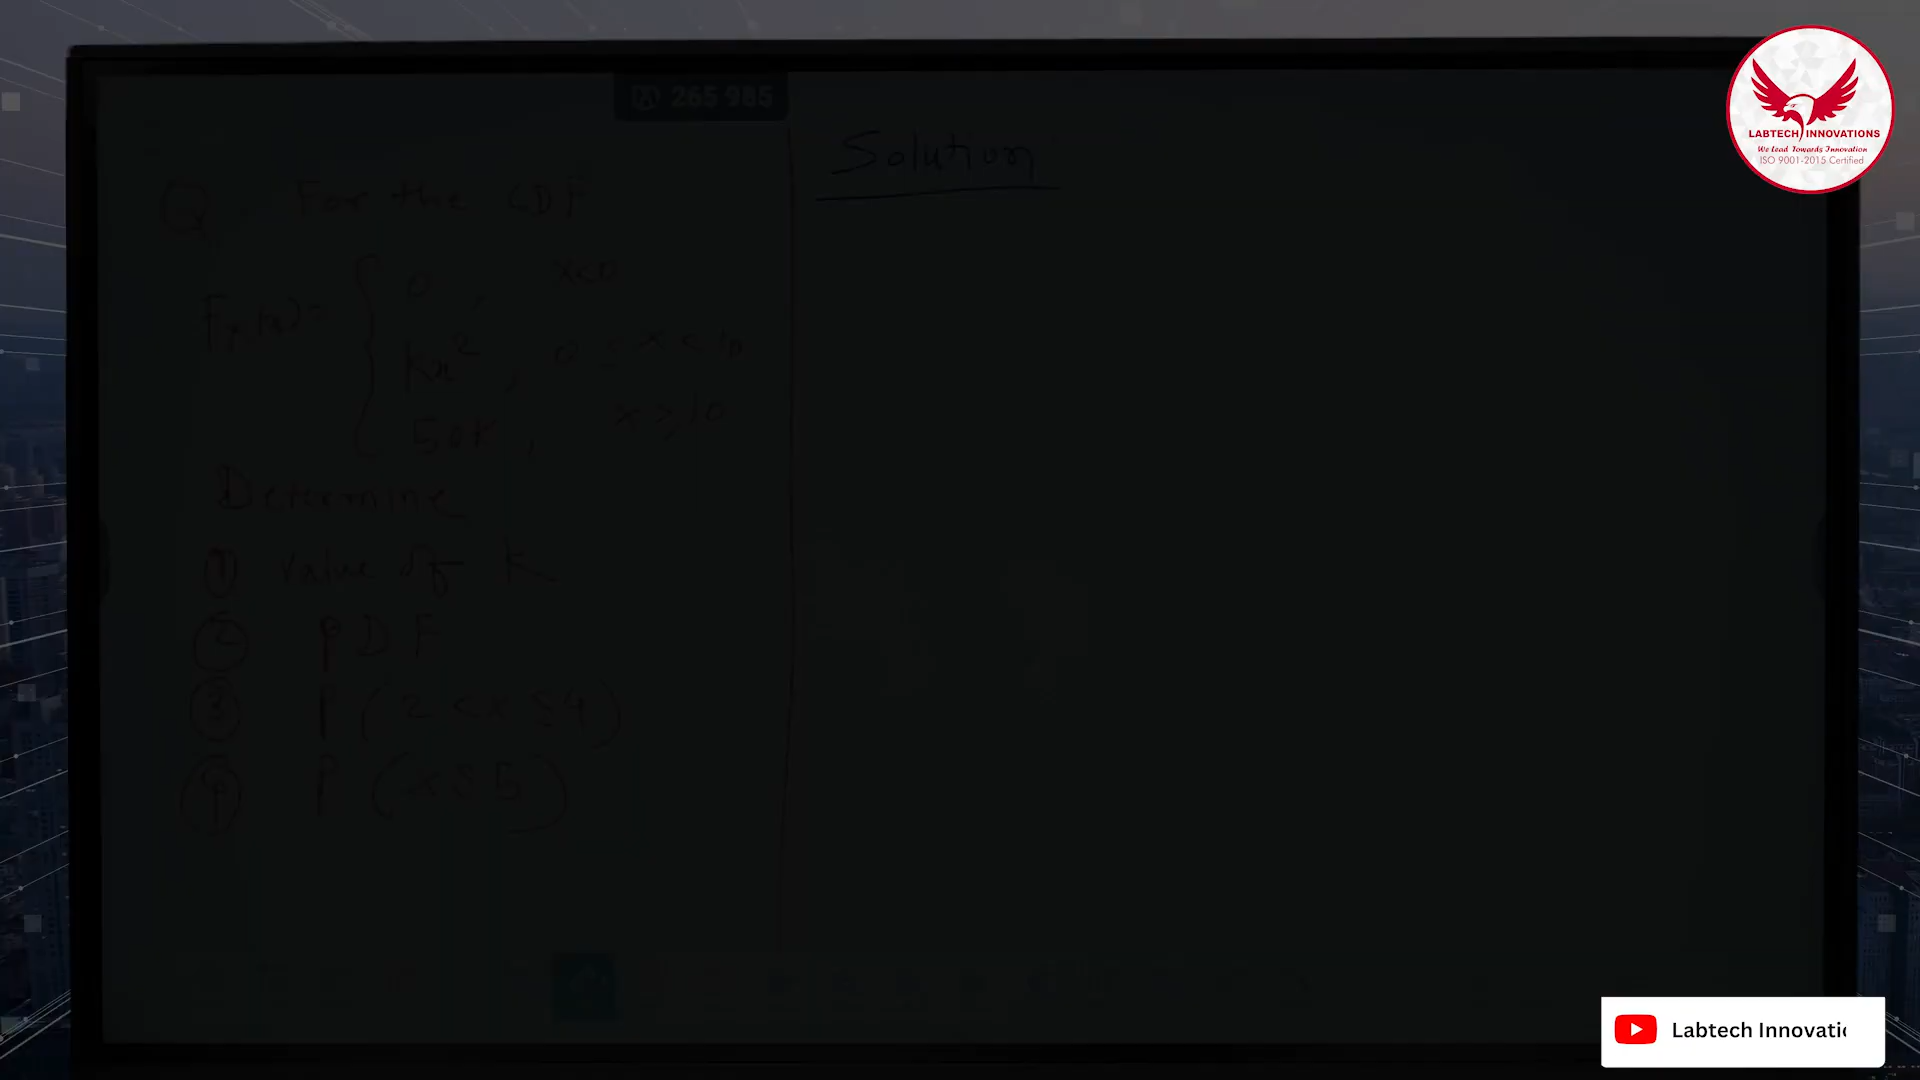 265 985
Solution
Q. For the CDF
Fx(x) = { 0 , x<0
Kx² , 0 ≤ x < 10
50K , x ≥ 10
Determine
① value of K
② PDF
③ P(2 < x ≤ 4)
④ P(x ≤ 5)
LABTECH INNOVATIONS
We Lead Towards Innovation
ISO 9001-2015 Certified
Labtech Innovati